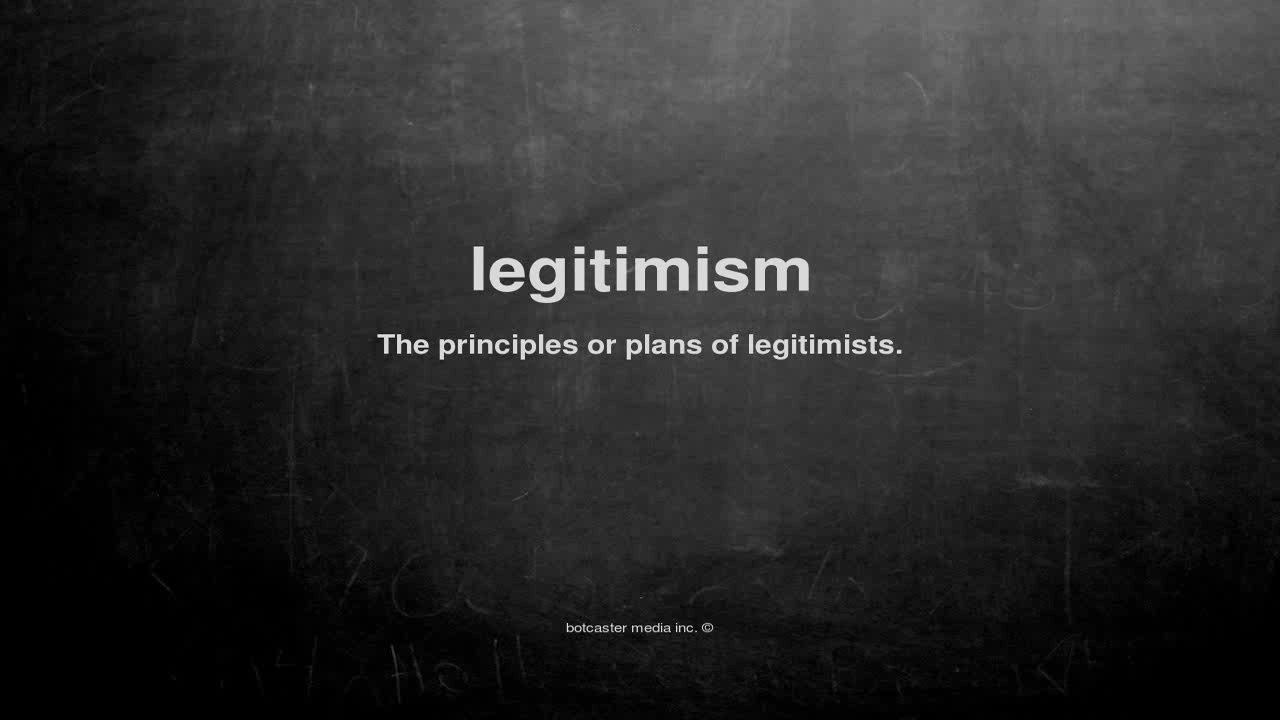 legitimism
The principles or plans of legitimists.
botcaster media inc. ©